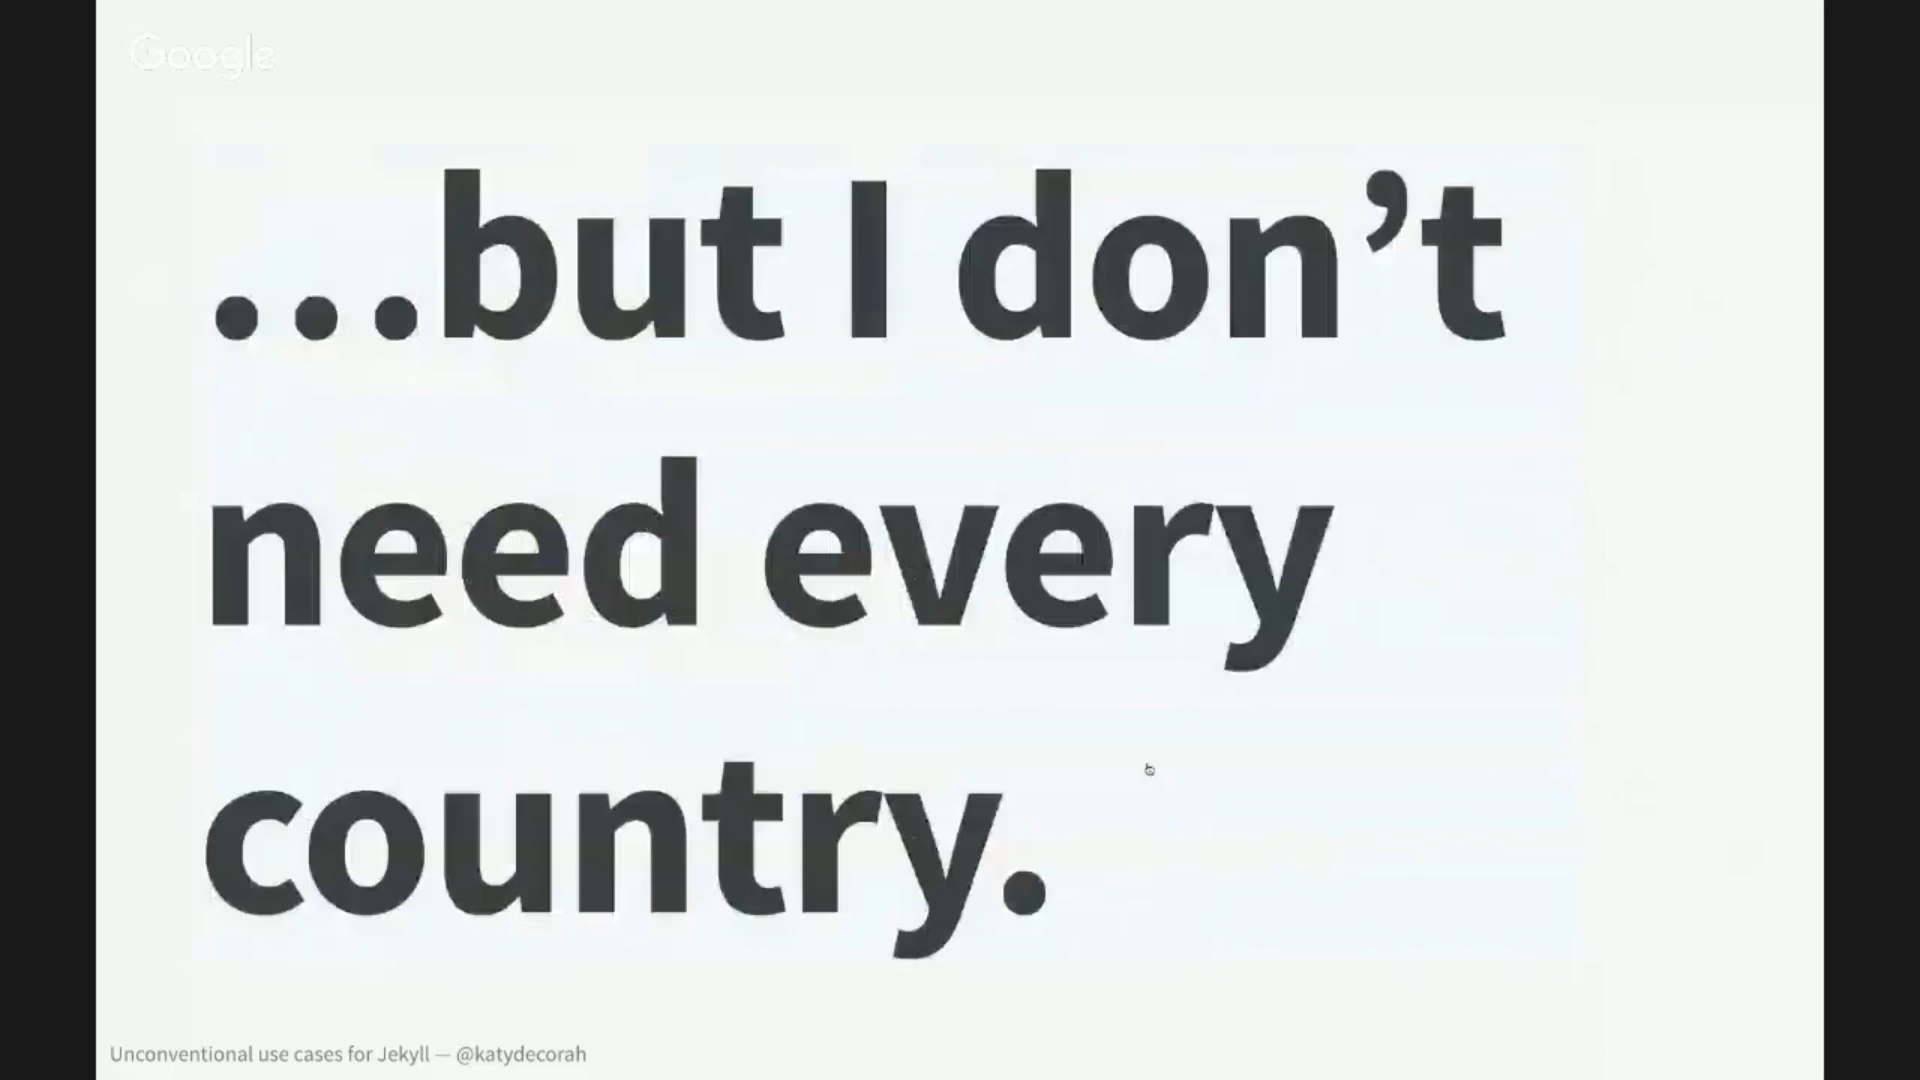 Google
…but I don’t
need every
country.
Unconventional use cases for Jekyll — @katydecorah